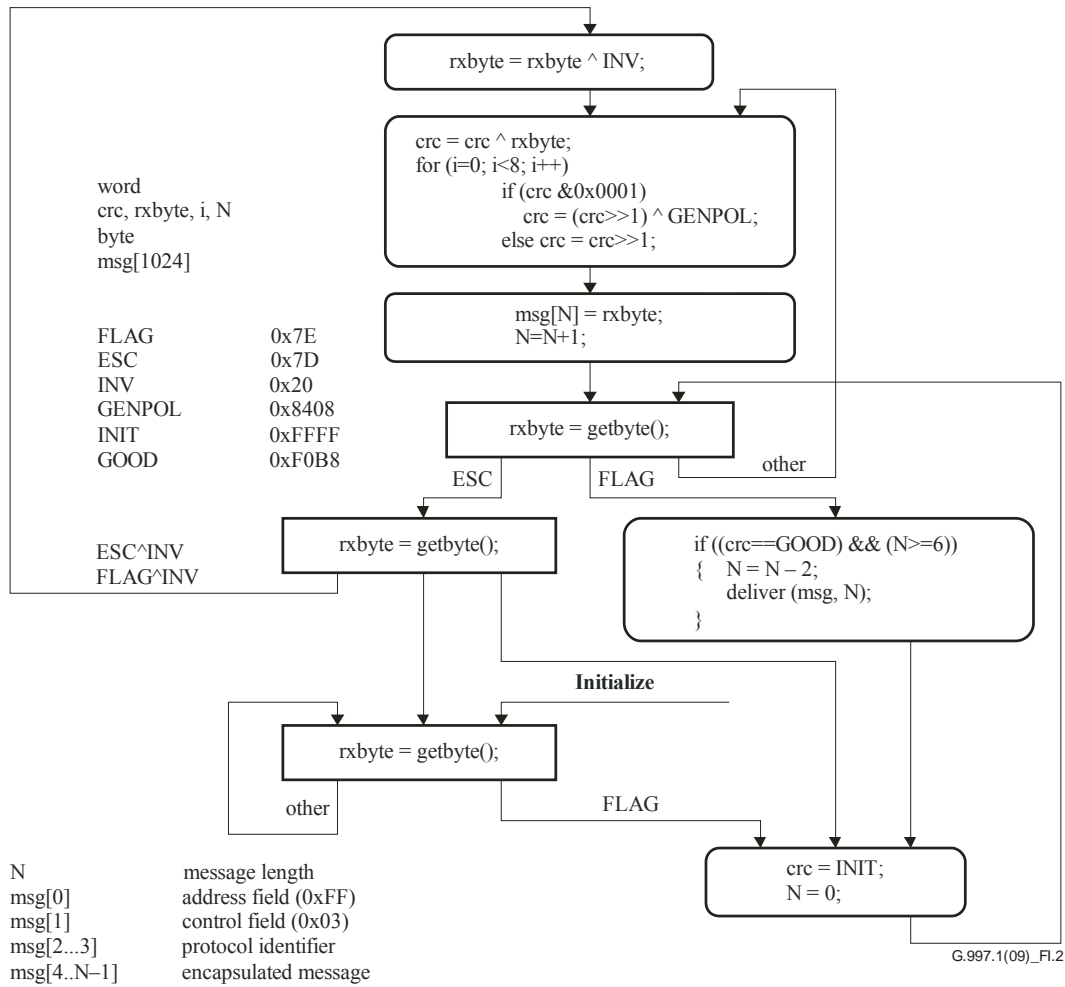 rxbyte = rxbyte ^ INV;
crc = crc ^ rxbyte;
for (i=0; i<8; i++)
if (crc &0x0001)
crc = (crc>>1) ^ GENPOL;
else crc = crc>>1;
word
crc, rxbyte, i, N
byte
msg[1024]
msg[N] = rxbyte;
N=N+1;
FLAG 0x7E
ESC 0x7D
INV 0x20
GENPOL 0x8408
INIT 0xFFFF
GOOD 0xF0B8
rxbyte = getbyte();
ESC
FLAG
other
ESC^INV
FLAG^INV
rxbyte = getbyte();
if ((crc==GOOD) && (N>=6))
{ N = N – 2;
deliver (msg, N);
}
Initialize
rxbyte = getbyte();
other
FLAG
crc = INIT;
N = 0;
N message length
msg[0] address field (0xFF)
msg[1] control field (0x03)
msg[2...3] protocol identifier
msg[4..N–1] encapsulated message
G.997.1(09)_FI.2